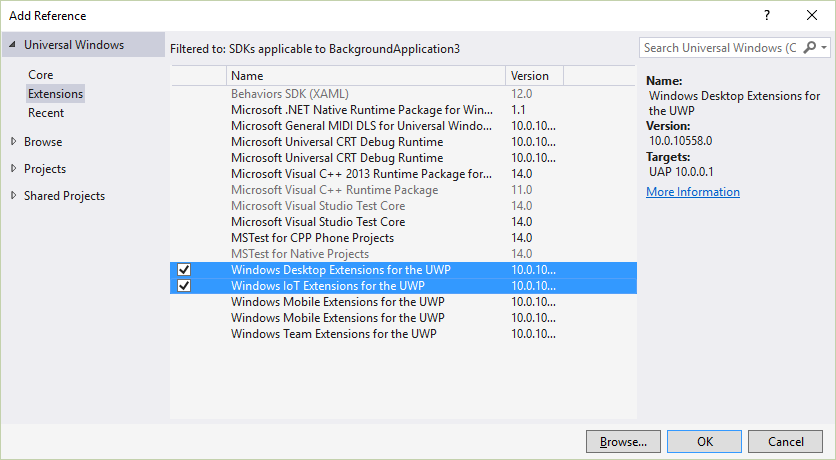 Add Reference
? 
Universal Windows
Core
Extensions
Recent
Browse
Projects
Shared Projects
Filtered to: SDKs applicable to BackgroundApplication3
Name Version
Behaviors SDK (XAML) 12.0
Microsoft .NET Native Runtime Package for Win... 1.1
Microsoft General MIDI DLS for Universal Windo... 10.0.10...
Microsoft Universal CRT Debug Runtime 10.0.10...
Microsoft Universal CRT Debug Runtime 10.0.10...
Microsoft Visual C++ 2013 Runtime Package for... 14.0
Microsoft Visual C++ Runtime Package 11.0
Microsoft Visual Studio Test Core 14.0
Microsoft Visual Studio Test Core 14.0
MSTest for CPP Phone Projects 14.0
MSTest for Native Projects 14.0
Windows Desktop Extensions for the UWP 10.0.10...
Windows IoT Extensions for the UWP 10.0.10...
Windows Mobile Extensions for the UWP 10.0.10...
Windows Mobile Extensions for the UWP 10.0.10...
Windows Team Extensions for the UWP 10.0.10...
Search Universal Windows (C
Name:
Windows Desktop Extensions for
the UWP
Version:
10.0.10558.0
Targets:
UAP 10.0.0.1
More Information
Browse... OK Cancel